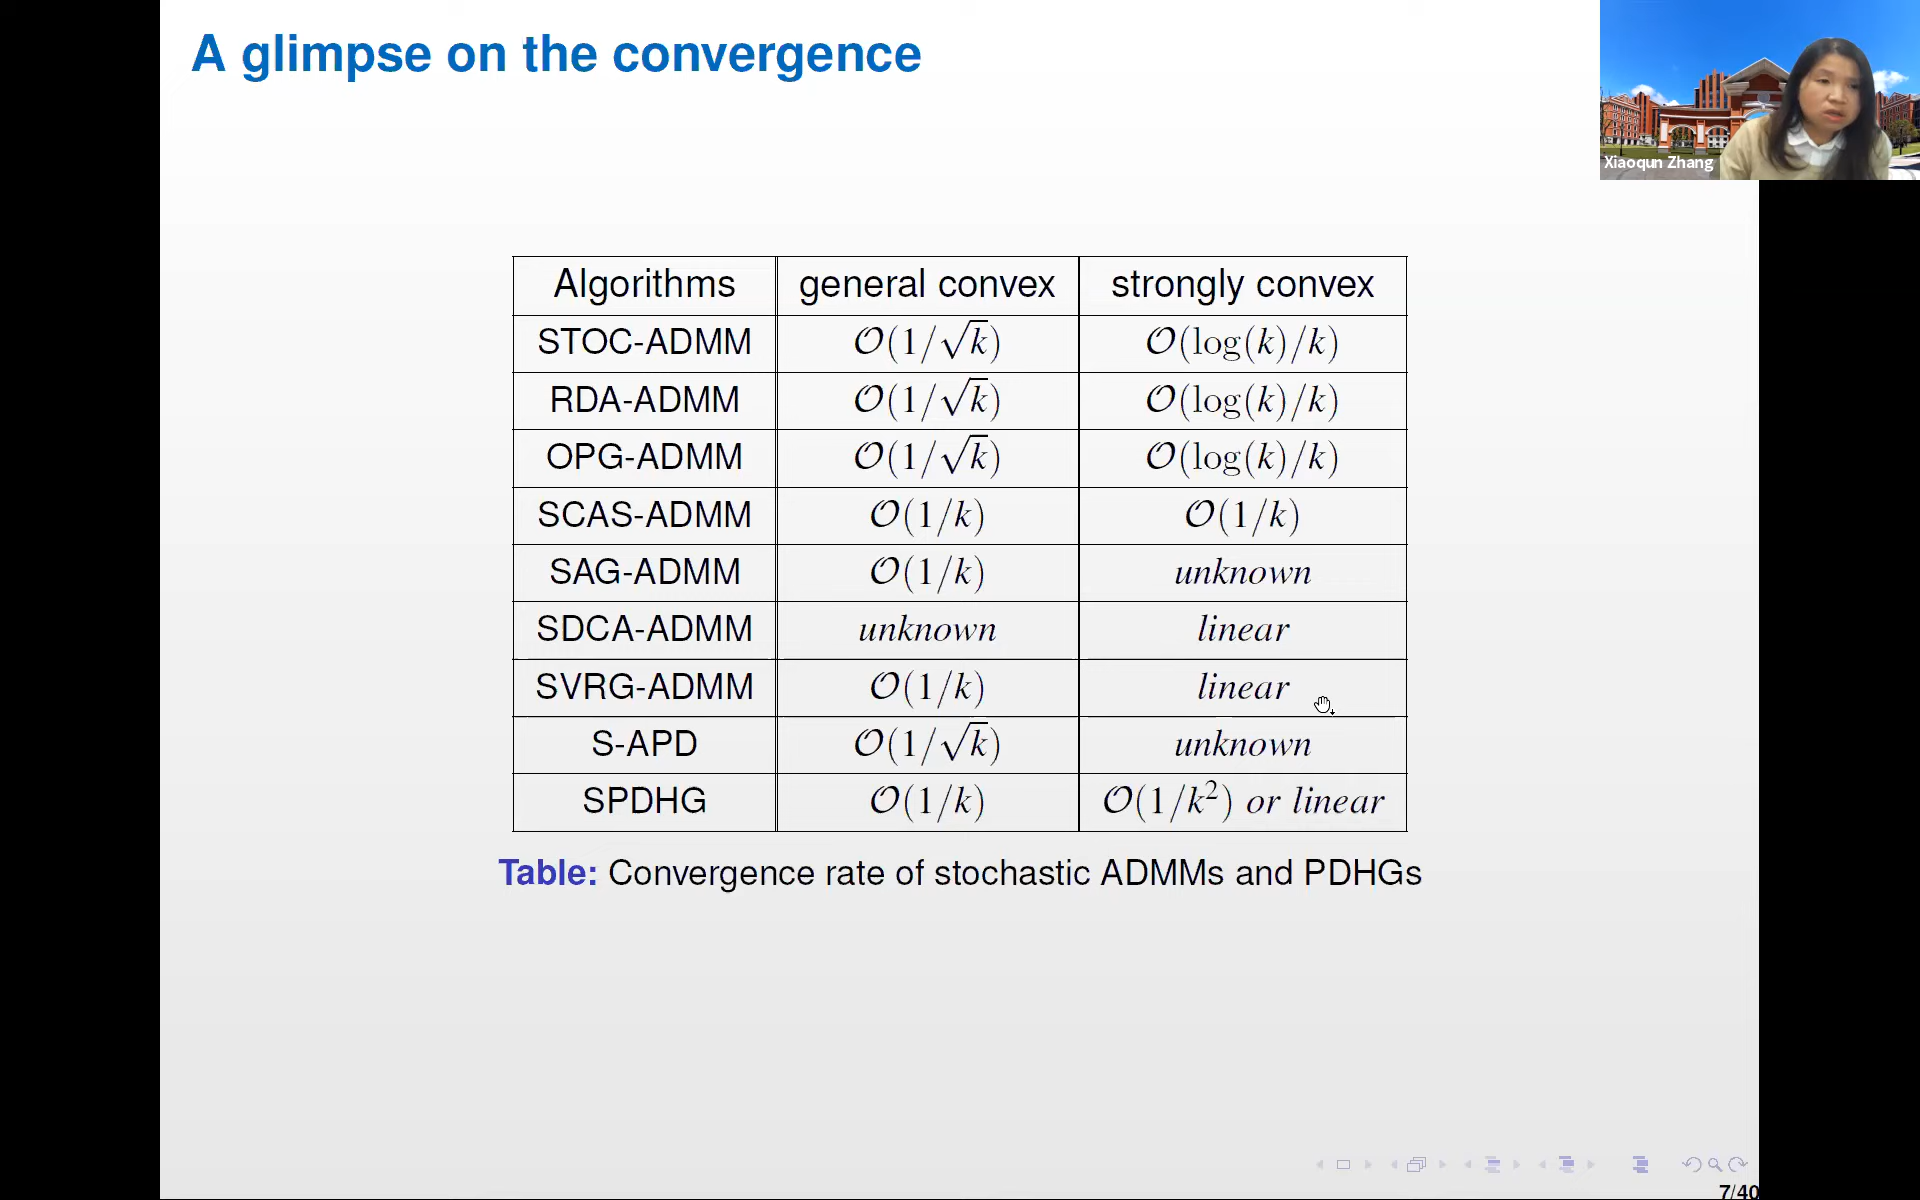 A glimpse on the convergence
Xiaoqun Zhang
Algorithms general convex strongly convex
STOC-ADMM 𝒪(1/√k) 𝒪(log(k)/k)
RDA-ADMM 𝒪(1/√k) 𝒪(log(k)/k)
OPG-ADMM 𝒪(1/√k) 𝒪(log(k)/k)
SCAS-ADMM 𝒪(1/k) 𝒪(1/k)
SAG-ADMM 𝒪(1/k) unknown
SDCA-ADMM unknown linear
SVRG-ADMM 𝒪(1/k) linear
S-APD 𝒪(1/√k) unknown
SPDHG 𝒪(1/k) 𝒪(1/k²) or linear
Table: Convergence rate of stochastic ADMMs and PDHGs
7/40